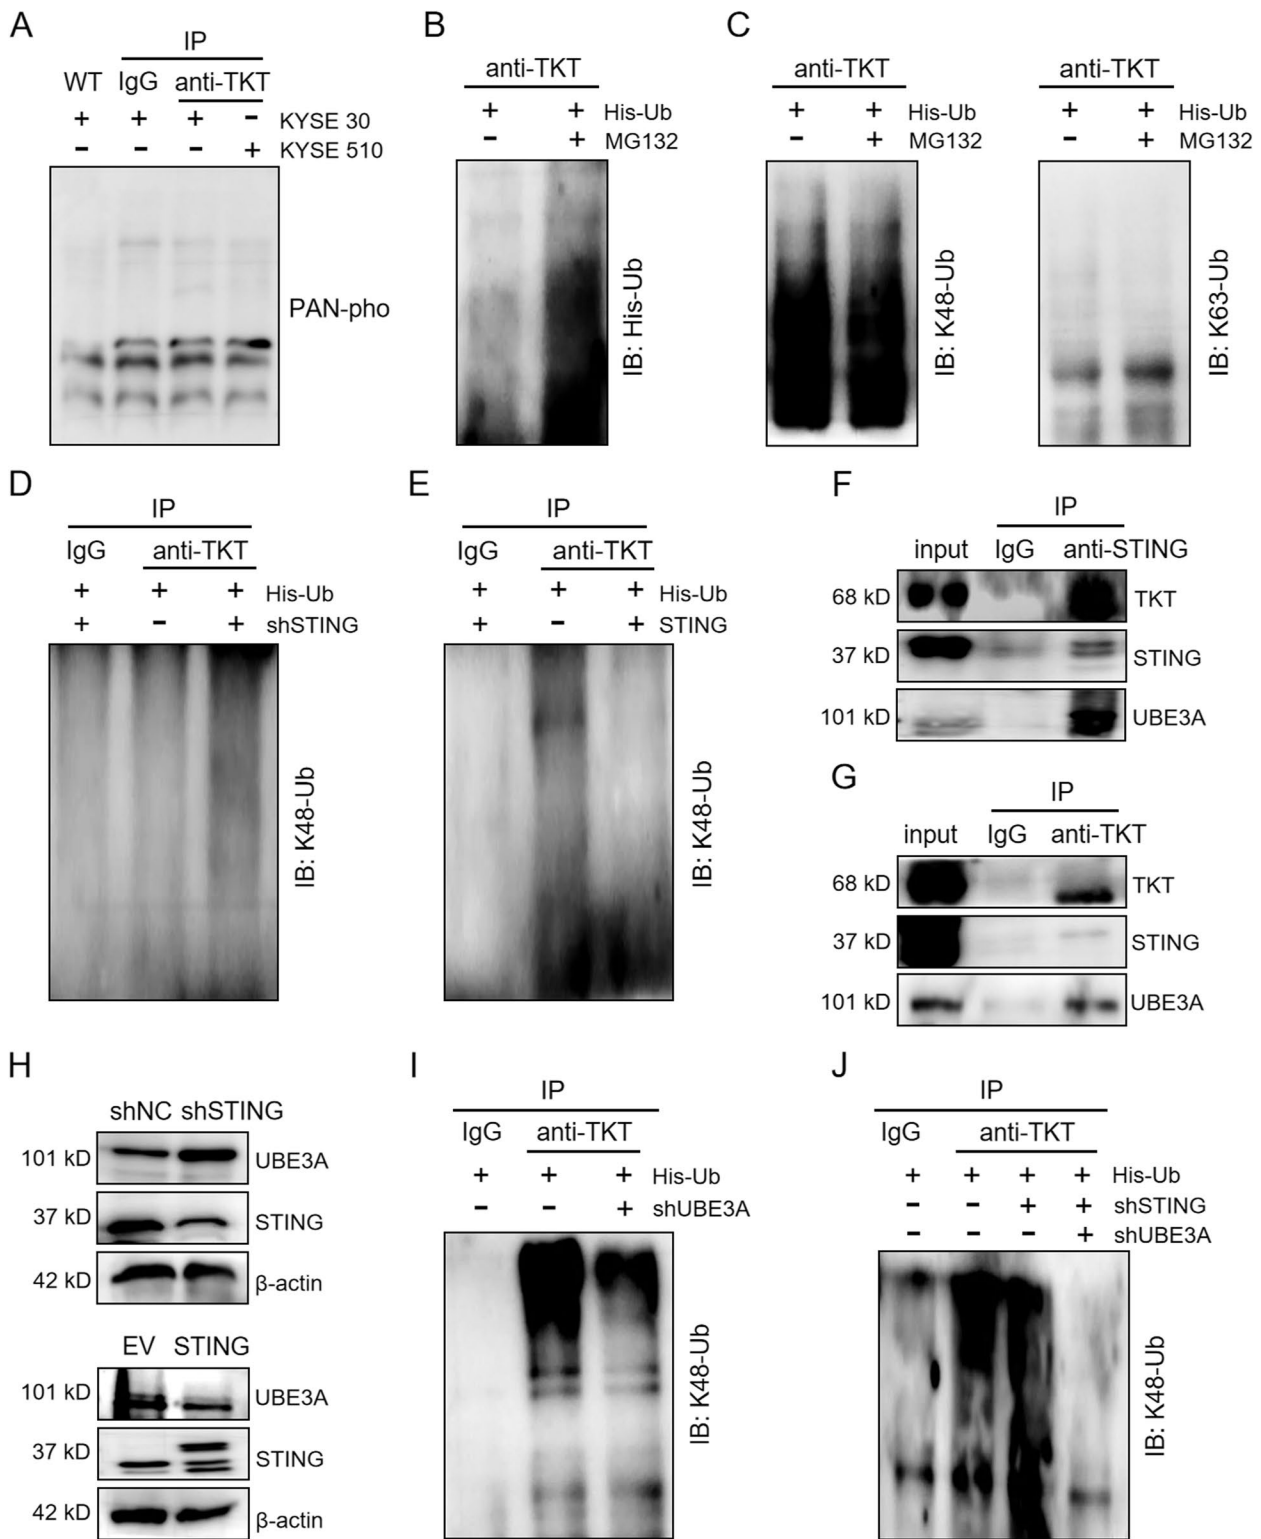 A
IP
WT IgG anti-TKT
+ + + - KYSE 30
- - - + KYSE 510
PAN-pho
B
anti-TKT
+ + His-Ub
- + MG132
IB: His-Ub
C
anti-TKT
+ + His-Ub
- + MG132
IB: K48-Ub
anti-TKT
+ + His-Ub
- + MG132
IB: K63-Ub
D
IP
IgG anti-TKT
+ + + His-Ub
+ - + shSTING
IB: K48-Ub
E
IP
IgG anti-TKT
+ + + His-Ub
+ - + STING
IB: K48-Ub
F
IP
input IgG anti-STING
68 kD TKT
37 kD STING
101 kD UBE3A
G
IP
input IgG anti-TKT
68 kD TKT
37 kD STING
101 kD UBE3A
H
shNC shSTING
101 kD UBE3A
37 kD STING
42 kD β-actin
EV STING
101 kD UBE3A
37 kD STING
42 kD β-actin
I
IP
IgG anti-TKT
+ + + His-Ub
- - + shUBE3A
IB: K48-Ub
J
IP
IgG anti-TKT
+ + + + His-Ub
- - + + shSTING
- - - + shUBE3A
IB: K48-Ub